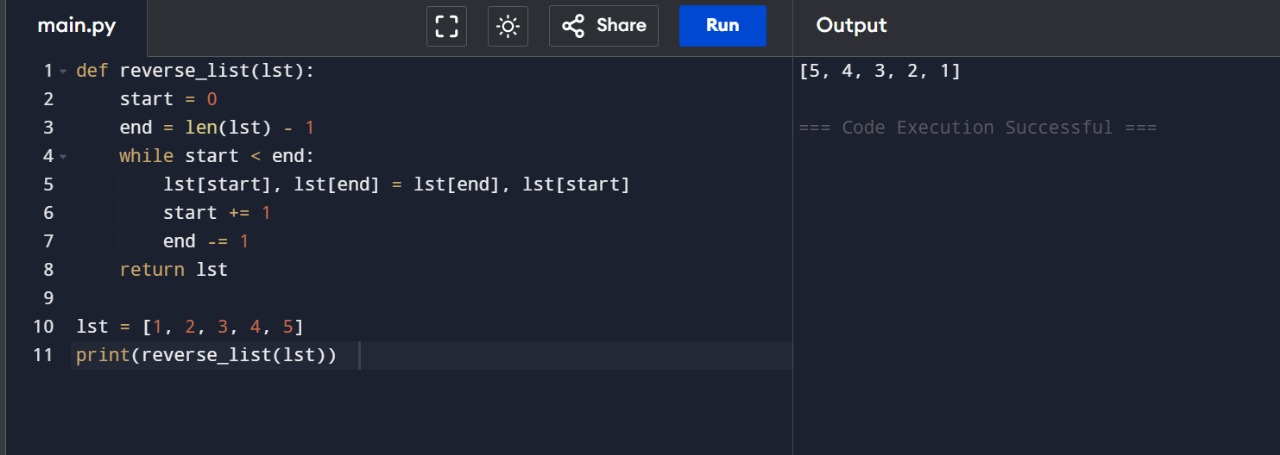 main.py
Share
Run
Output
1 def reverse_list(lst):
2     start = 0
3     end = len(lst) - 1
4     while start < end:
5         lst[start], lst[end] = lst[end], lst[start]
6         start += 1
7         end -= 1
8     return lst
9
10 lst = [1, 2, 3, 4, 5]
11 print(reverse_list(lst))
[5, 4, 3, 2, 1]
=== Code Execution Successful ===